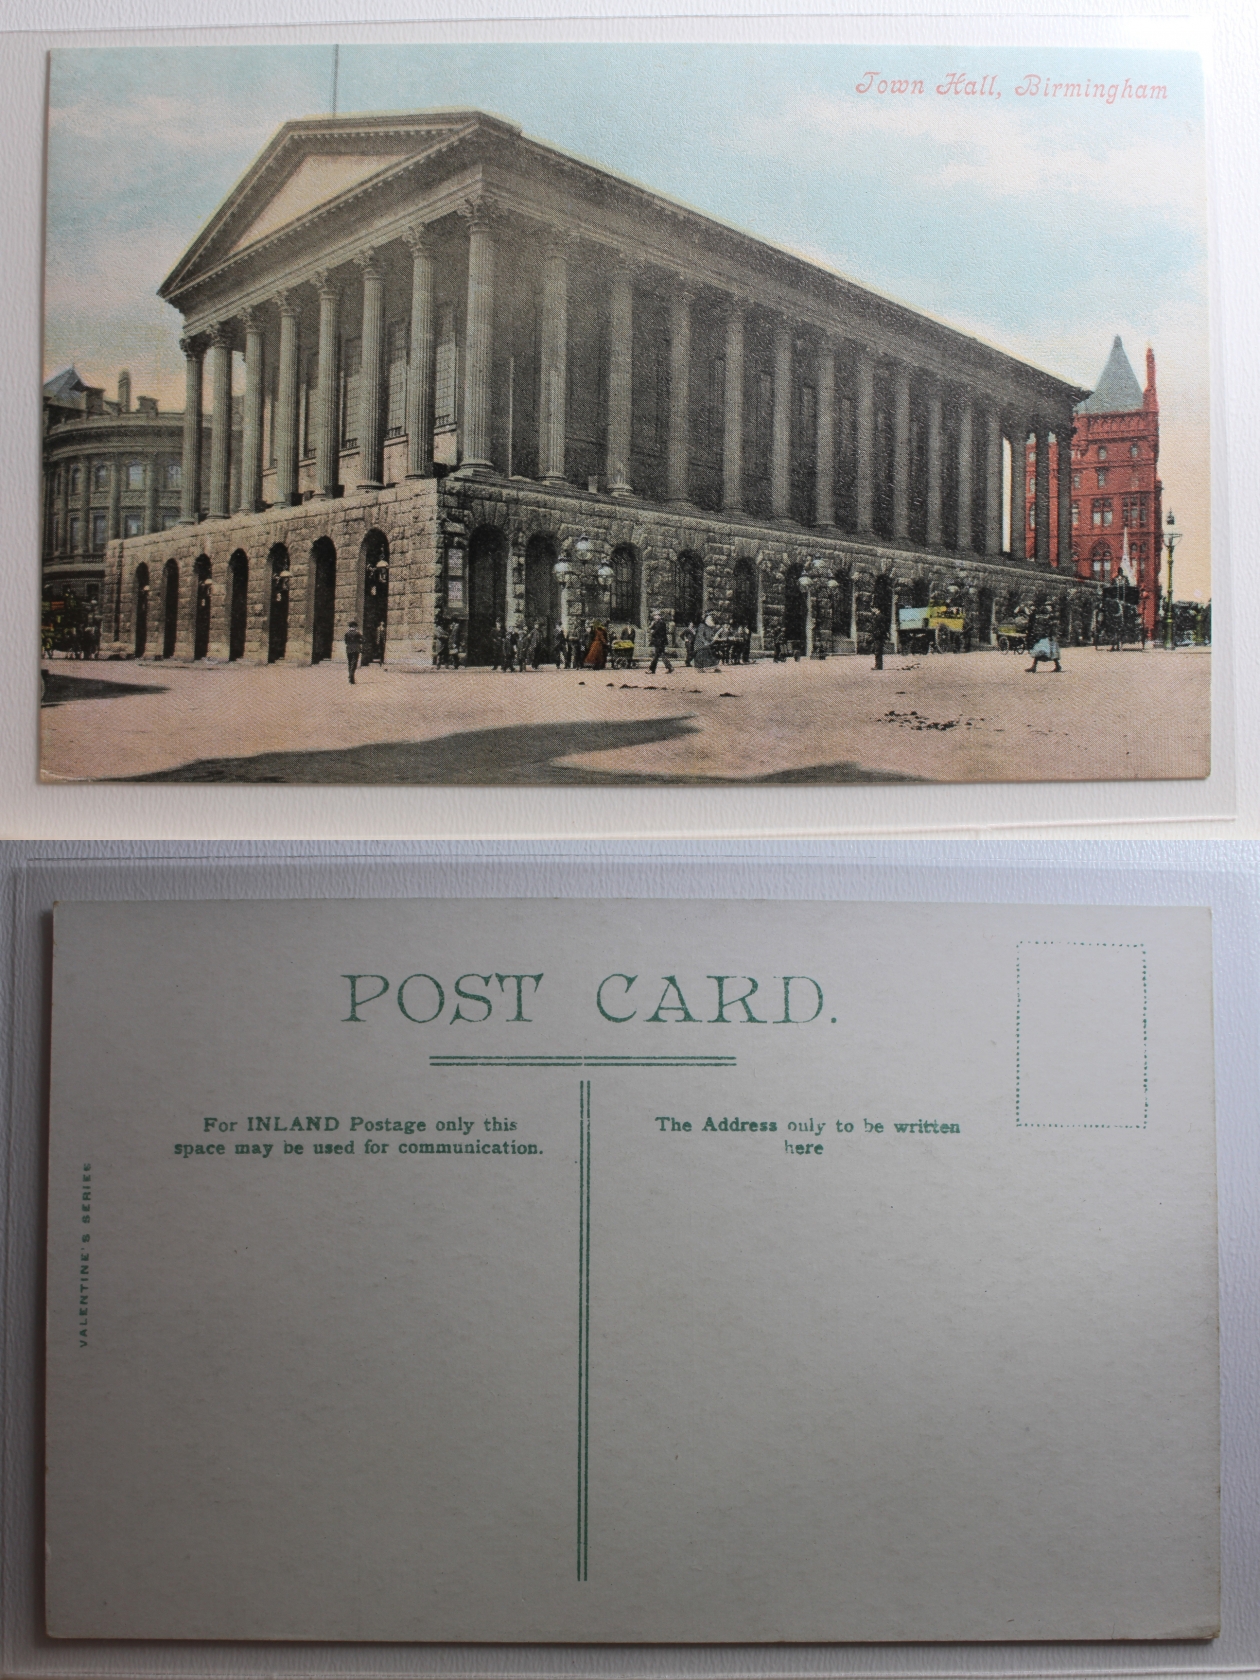 Town Hall, Birmingham
POST CARD.
For INLAND Postage only this
space may be used for communication.
The Address only to be written
here
VALENTINE'S SERIES